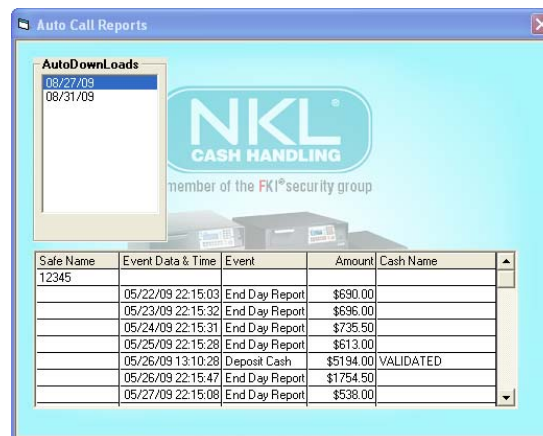 Auto Call Reports
AutoDownLoads
08/27/09
08/31/09
NKL®
CASH HANDLING
member of the FKI® security group
Safe Name Event Data & Time Event Amount Cash Name
12345
05/22/09 22:15:03 End Day Report $690.00
05/23/09 22:15:32 End Day Report $696.00
05/24/09 22:15:31 End Day Report $735.50
05/25/09 22:15:28 End Day Report $613.00
05/26/09 13:10:28 Deposit Cash $5194.00 VALIDATED
05/26/09 22:15:47 End Day Report $1754.50
05/27/09 22:15:08 End Day Report $538.00